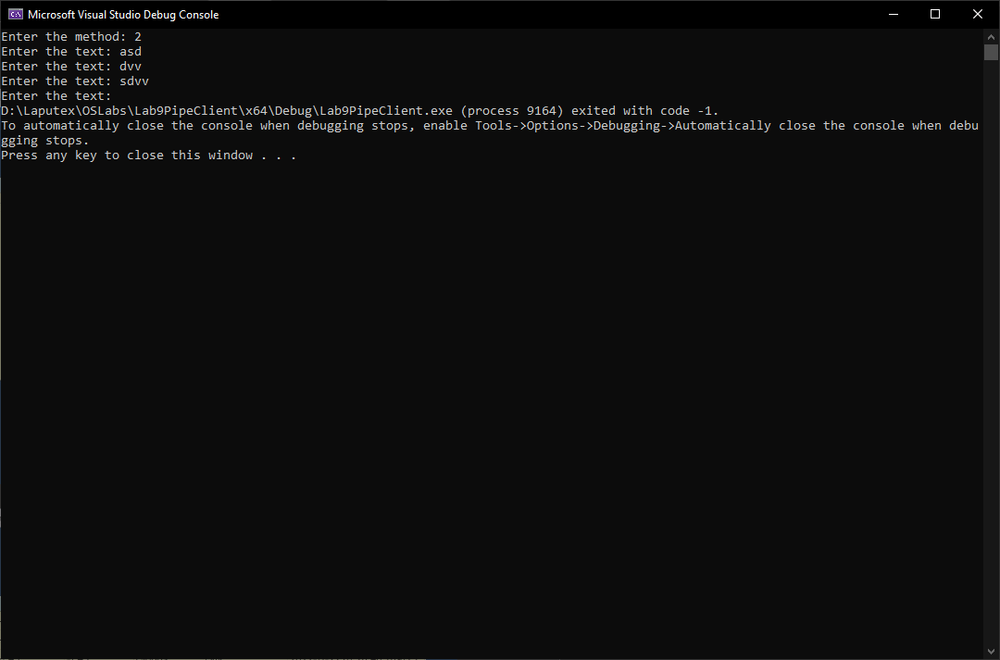 Microsoft Visual Studio Debug Console
Enter the method: 2
Enter the text: asd
Enter the text: dvv
Enter the text: sdvv
Enter the text:
D:\Laputex\OSLabs\Lab9PipeClient\x64\Debug\Lab9PipeClient.exe (process 9164) exited with code -1.
To automatically close the console when debugging stops, enable Tools->Options->Debugging->Automatically close the console when debu
gging stops.
Press any key to close this window . . .